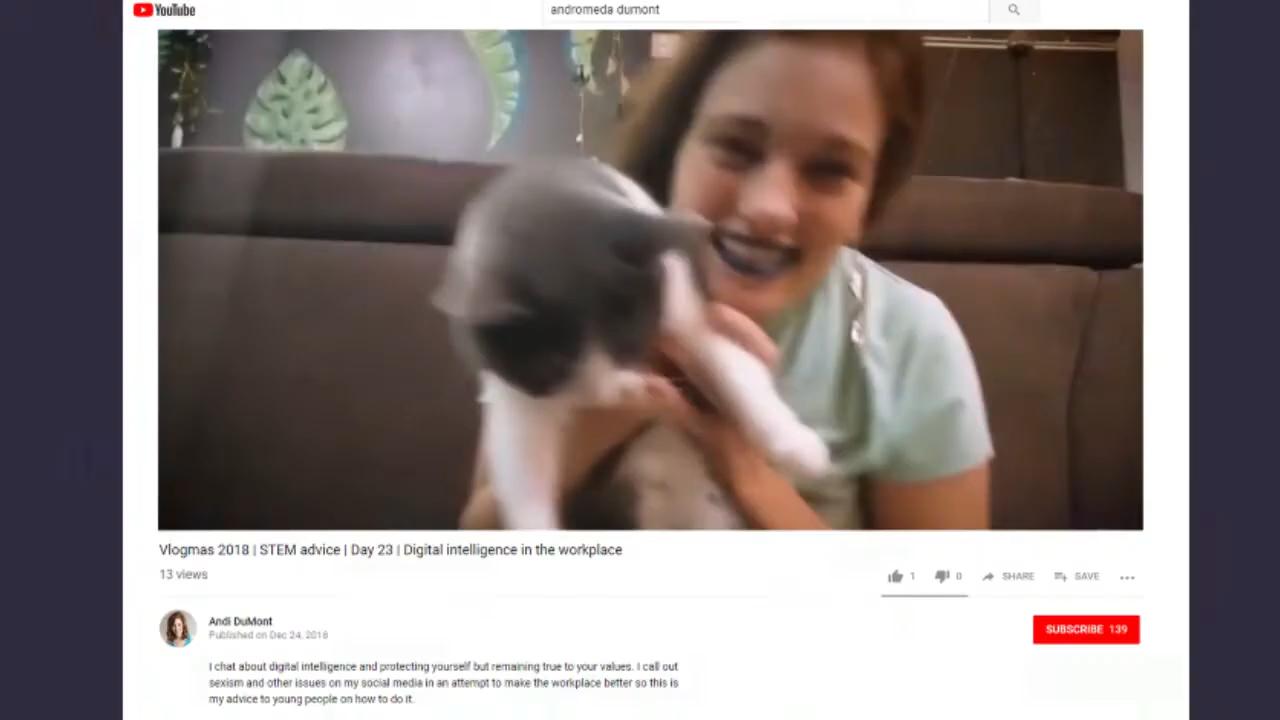 YouTube
andromeda dumont
Vlogmas 2018 | STEM advice | Day 23 | Digital intelligence in the workplace
13 views
1
0
SHARE
SAVE
Andi DuMont
Published on Dec 24, 2018
SUBSCRIBE 139
I chat about digital intelligence and protecting yourself but remaining true to your values. I call out
sexism and other issues on my social media in an attempt to make the workplace better so this is
my advice to young people on how to do it.